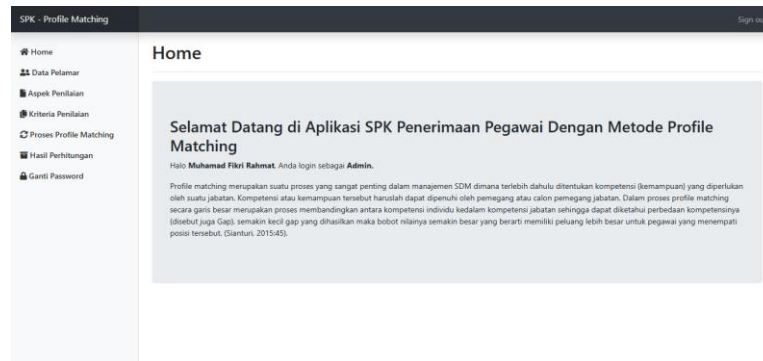 SPK - Profile Matching
Sign ou
Home
Data Pelamar
Aspek Penilaian
Kriteria Penilaian
Proses Profile Matching
Hasil Perhitungan
Ganti Password
Home
Selamat Datang di Aplikasi SPK Penerimaan Pegawai Dengan Metode Profile
Matching
Halo Muhamad Fikri Rahmat. Anda login sebagai Admin.
Profile matching merupakan suatu proses yang sangat penting dalam manajemen SDM dimana terlebih dahulu ditentukan kompetensi (kemampuan) yang diperlukan
oleh suatu jabatan. Kompetensi atau kemampuan tersebut haruslah dapat dipenuhi oleh pemegang atau calon pemegang jabatan. Dalam proses profile matching
secara garis besar merupakan proses membandingkan antara kompetensi individu kedalam kompetensi jabatan sehingga dapat diketahui perbedaan kompetensinya
(disebut juga Gap). semakin kecil gap yang dihasilkan maka bobot nilainya semakin besar yang berarti memiliki peluang lebih besar untuk pegawai yang menempati
posisi tersebut. (Sianturi. 2015:45).